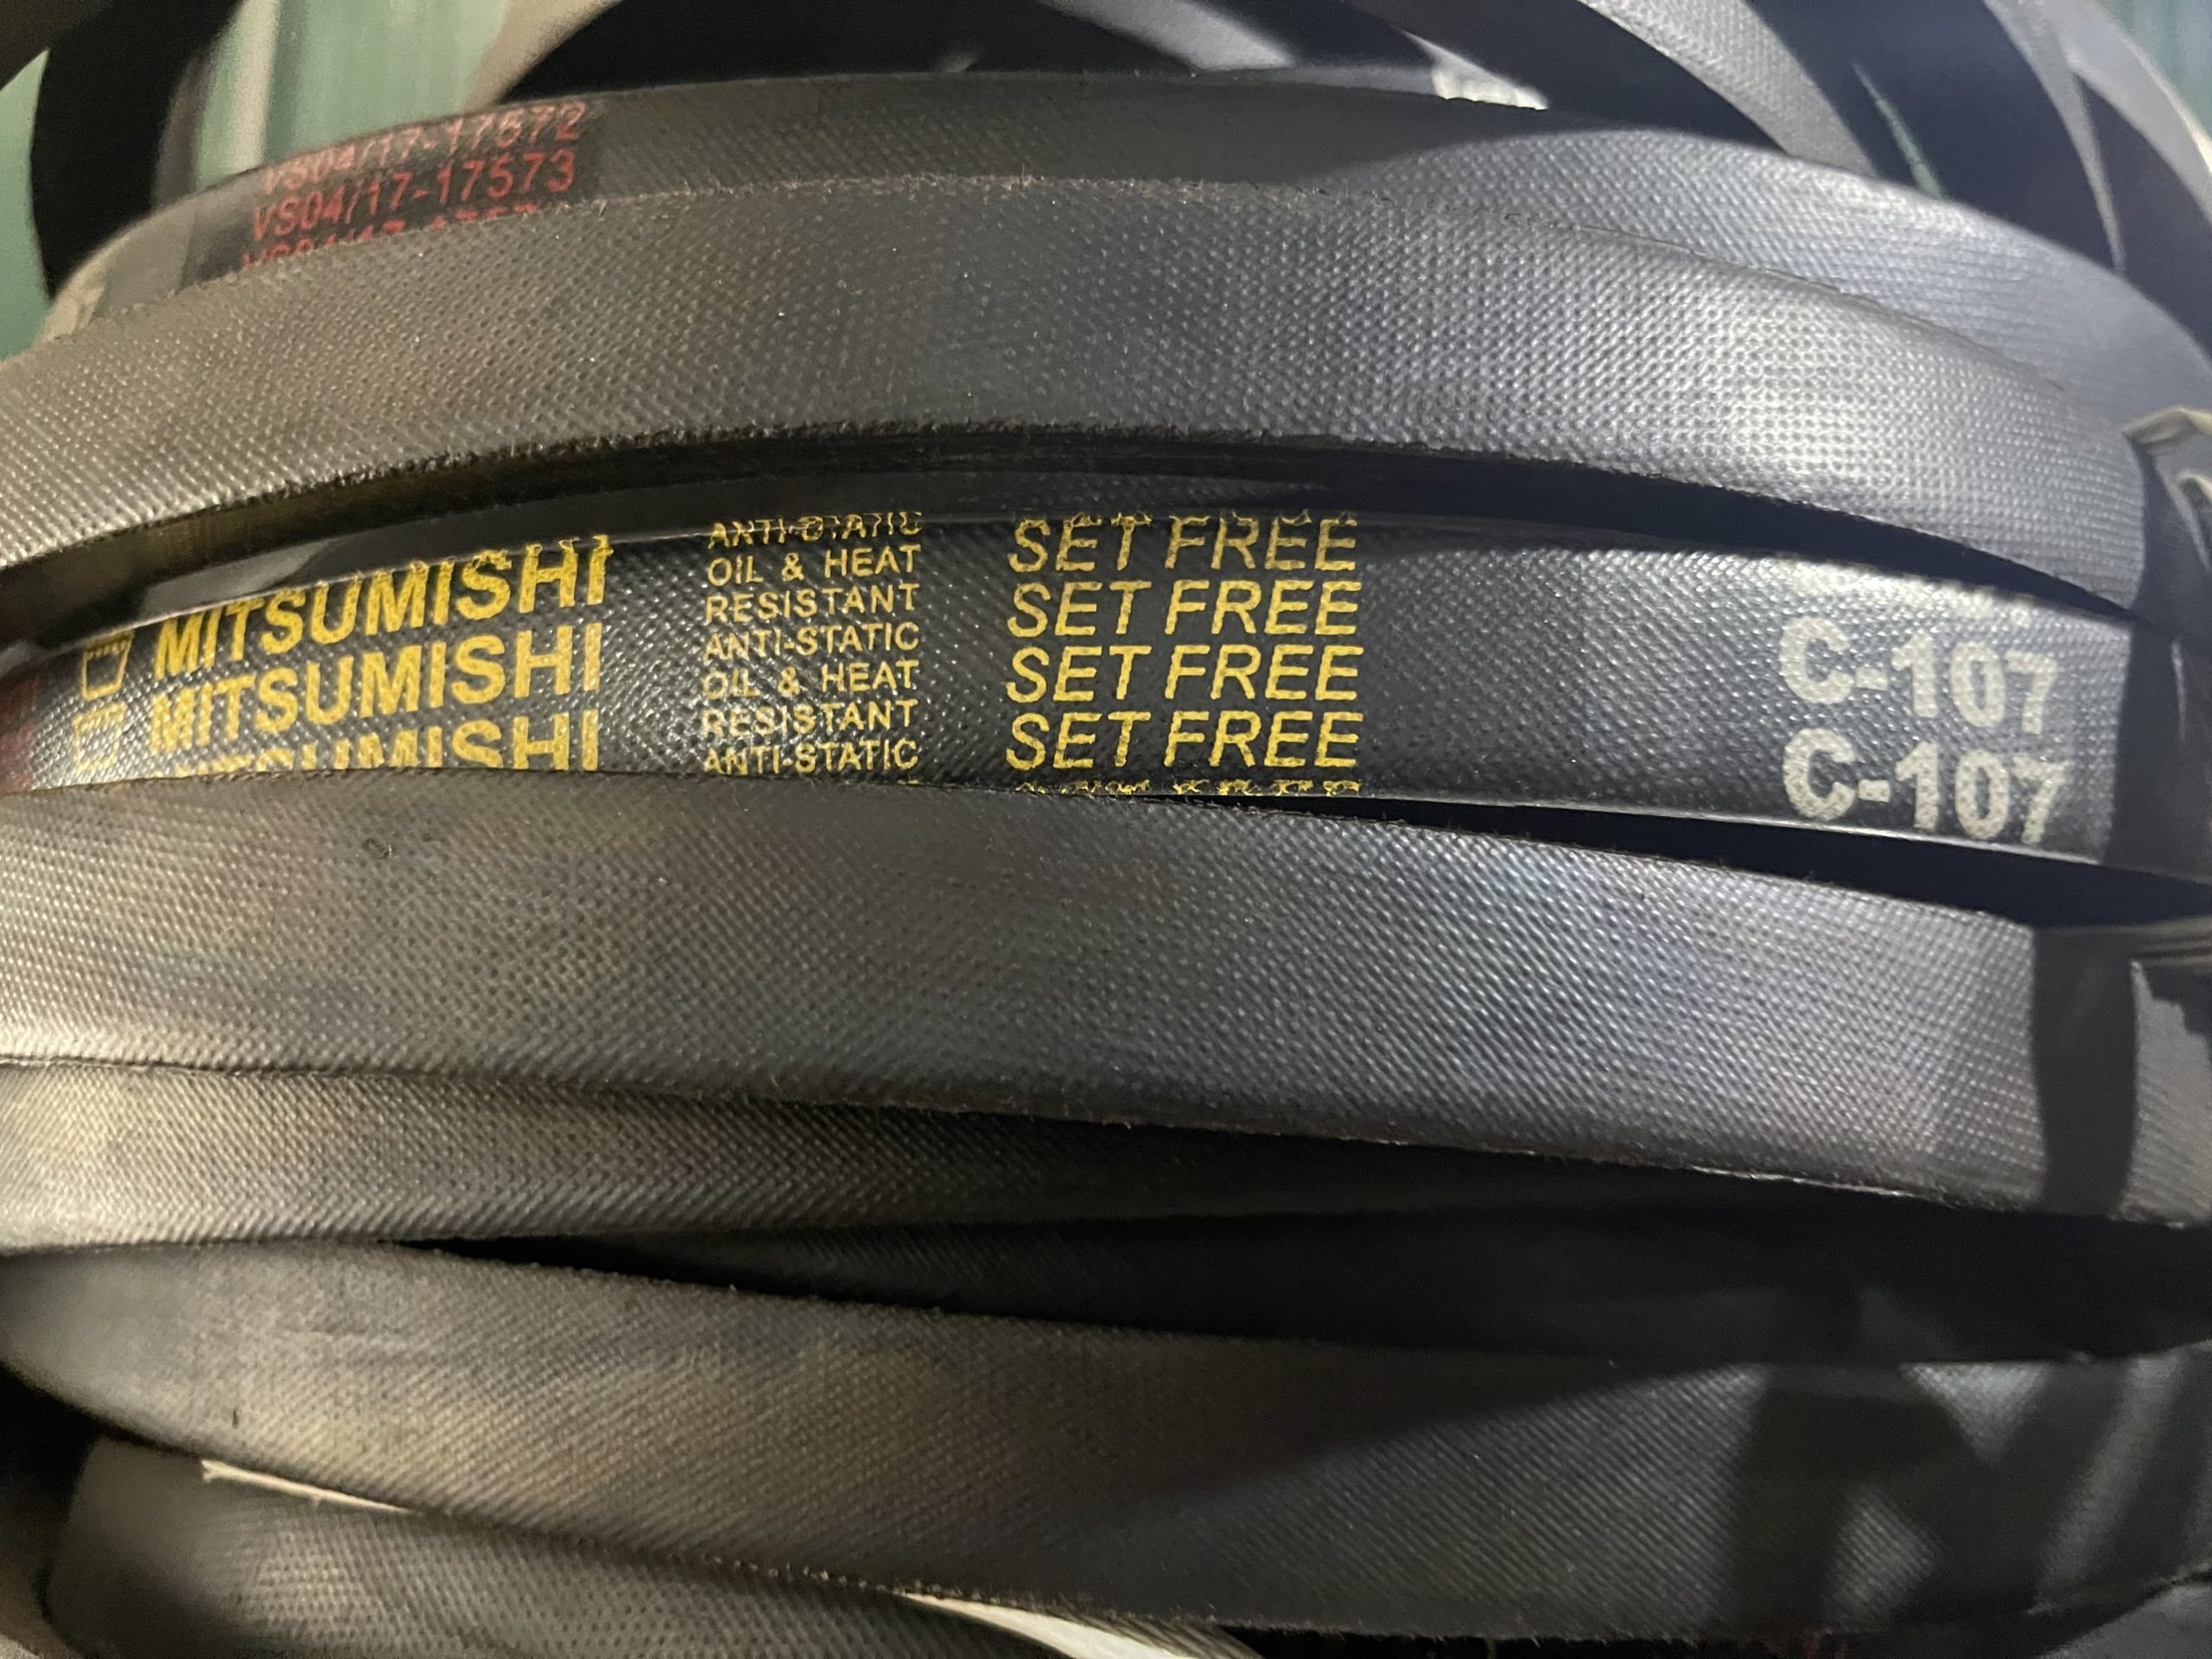 VS04/17-17572
VS04/17-17573
MITSUMISHI
MITSUMISHI
MITSUMISHI
ANTI-STATIC
OIL & HEAT
RESISTANT
ANTI-STATIC
OIL & HEAT
RESISTANT
ANTI-STATIC
SET FREE
SET FREE
SET FREE
SET FREE
C-107
C-107